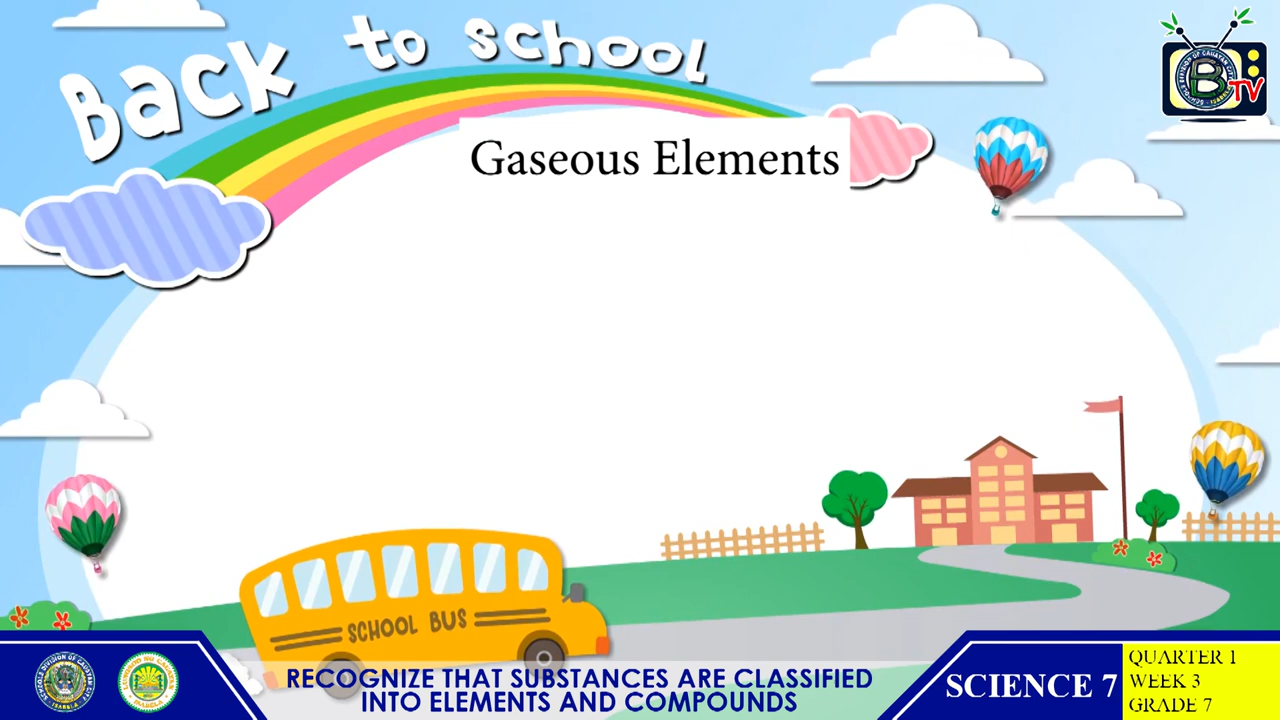 Back to school
Gaseous Elements
B TV
SCHOOL BUS
RECOGNIZE THAT SUBSTANCES ARE CLASSIFIED
INTO ELEMENTS AND COMPOUNDS
SCIENCE 7
QUARTER 1
WEEK 3
GRADE 7